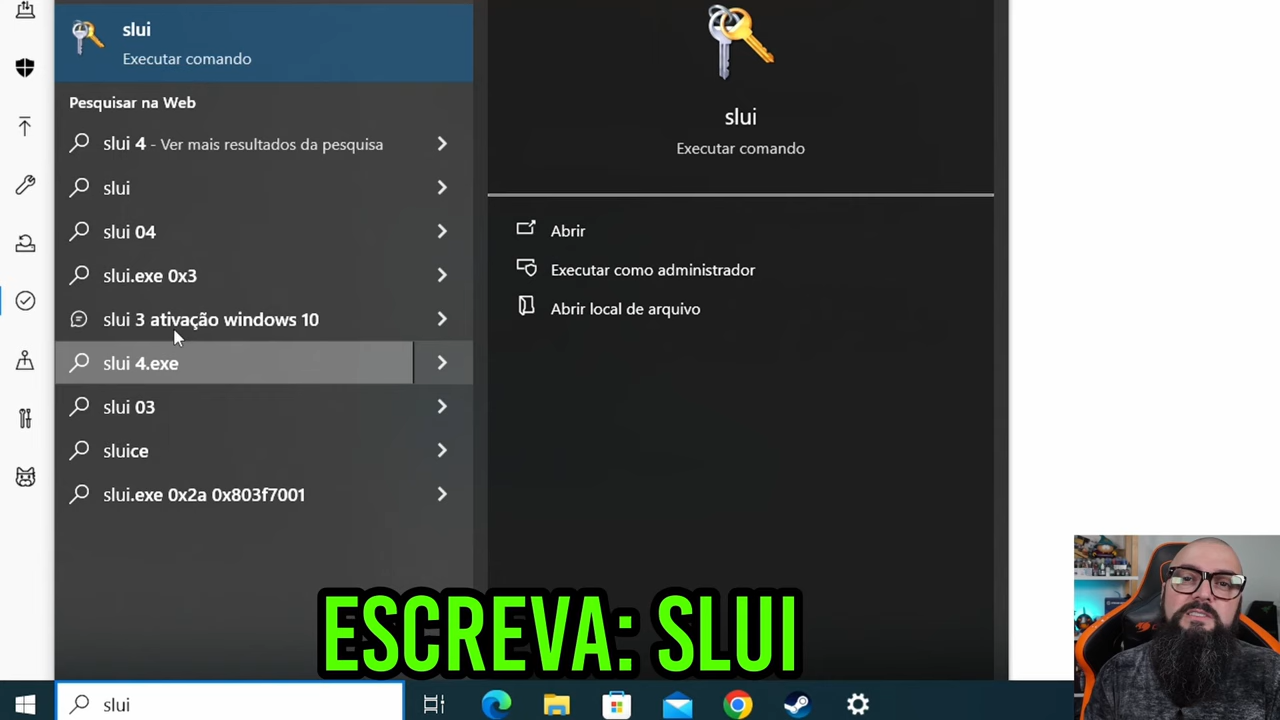 slui
Executar comando
Pesquisar na Web
slui 4 - Ver mais resultados da pesquisa
slui
slui 04
slui.exe 0x3
slui 3 ativação windows 10
slui 4.exe
slui 03
sluice
slui.exe 0x2a 0x803f7001
slui
Executar comando
Abrir
Executar como administrador
Abrir local de arquivo
ESCREVA: SLUI
slui